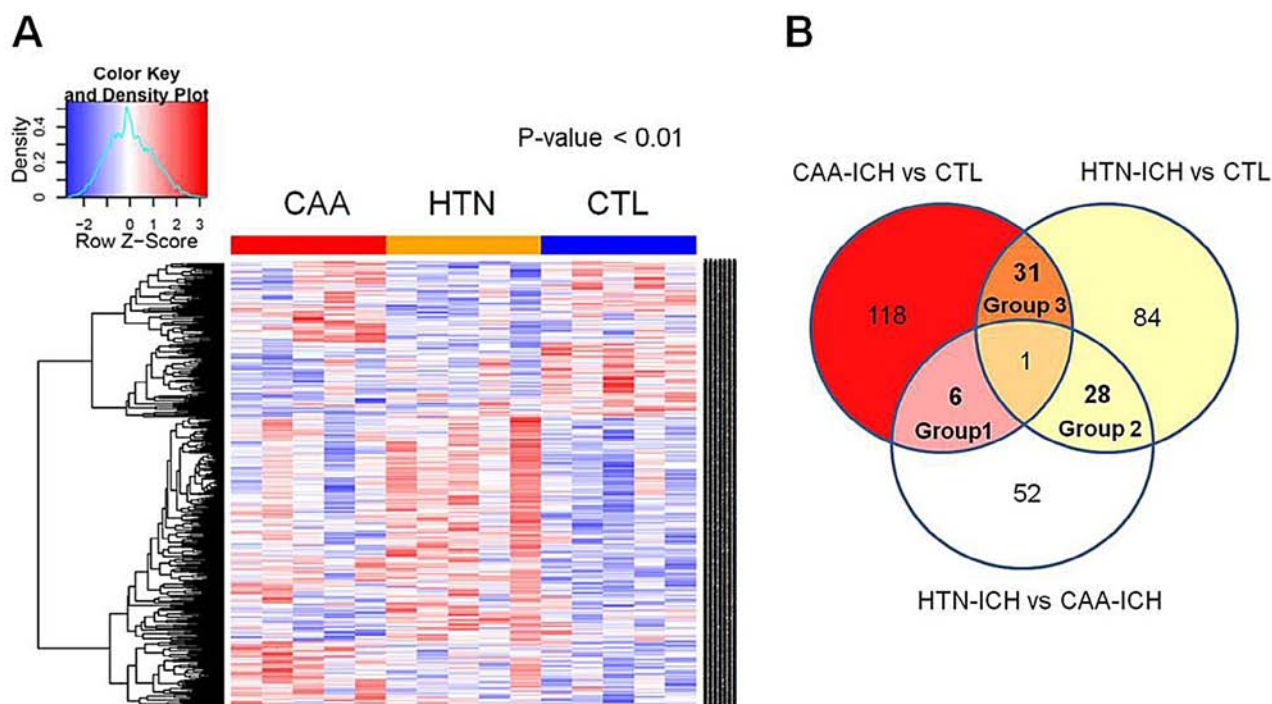 A
Color Key
and Density Plot
Density
0 0.2 0.4
−2 0 1 2 3
Row Z−Score
P-value < 0.01
CAA HTN CTL
B
CAA-ICH vs CTL
HTN-ICH vs CTL
31
Group 3
118
84
1
6
Group1
28
Group 2
52
HTN-ICH vs CAA-ICH